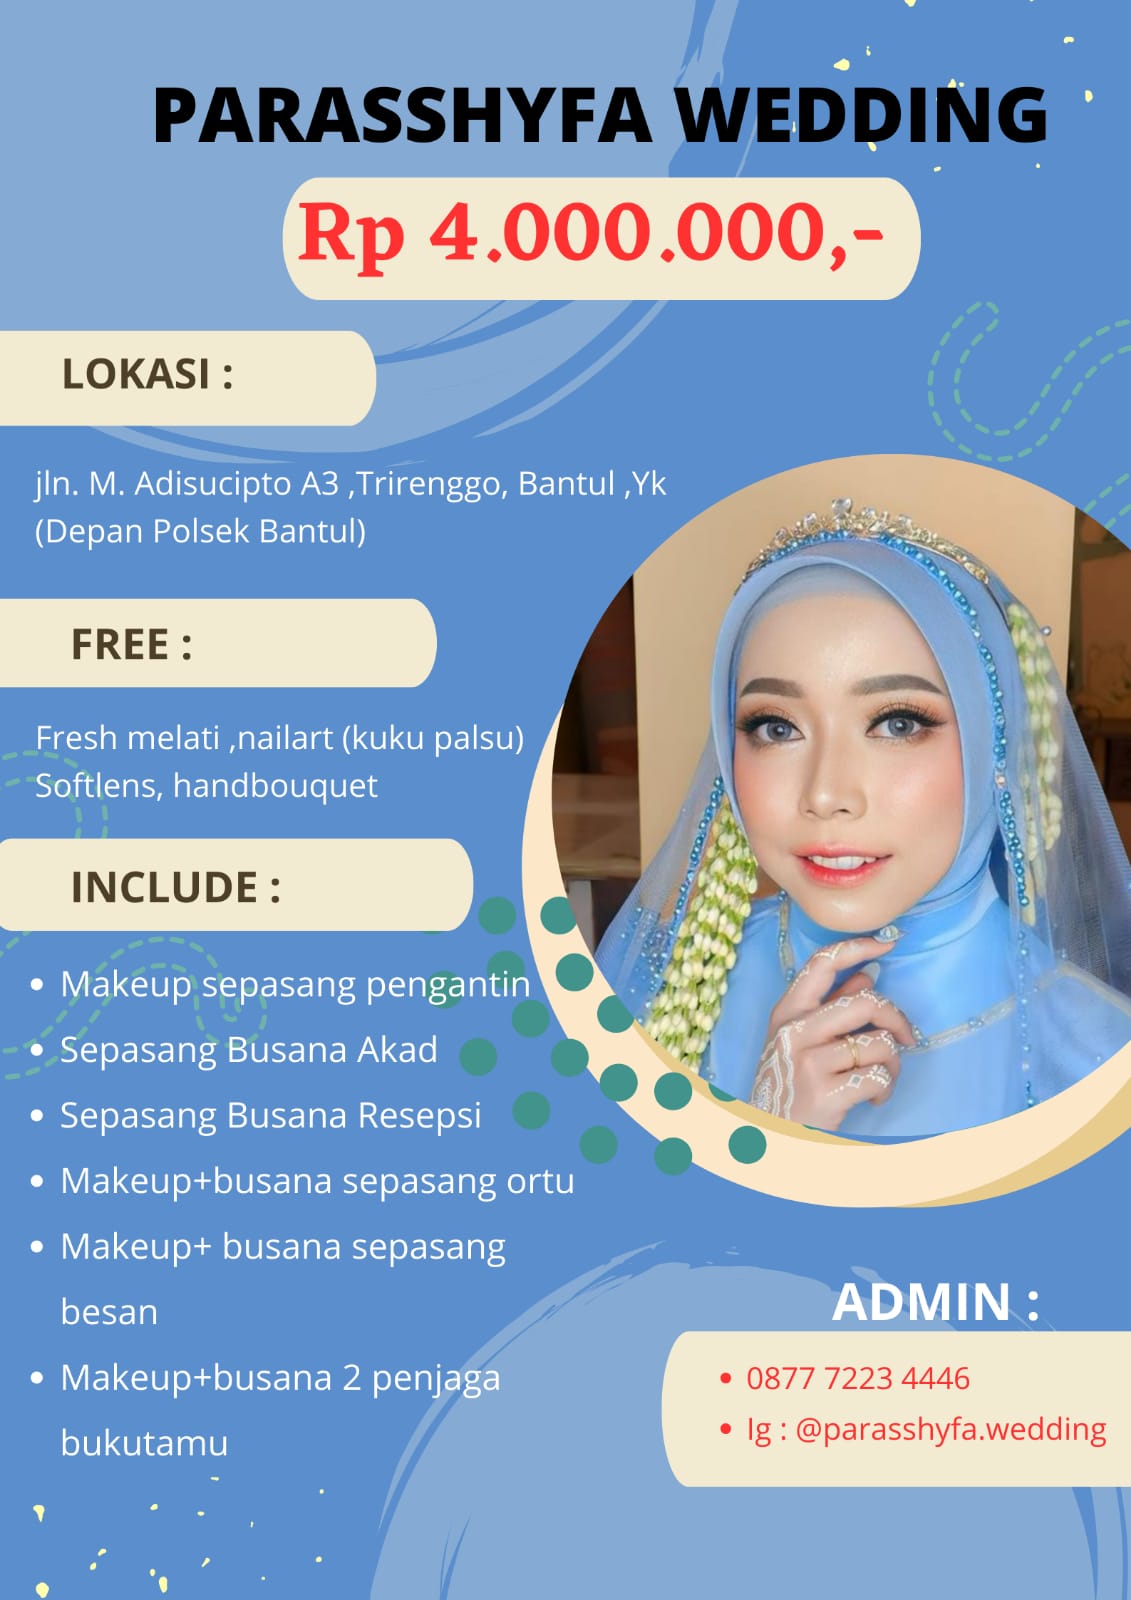 PARASSHYFA WEDDING
Rp 4.000.000,-
LOKASI :
jln. M. Adisucipto A3 ,Trirenggo, Bantul ,Yk
(Depan Polsek Bantul)
FREE :
Fresh melati ,nailart (kuku palsu)
Softlens, handbouquet
INCLUDE :
• Makeup sepasang pengantin
• Sepasang Busana Akad
• Sepasang Busana Resepsi
• Makeup+busana sepasang ortu
• Makeup+ busana sepasang
besan
• Makeup+busana 2 penjaga
bukutamu
ADMIN :
• 0877 7223 4446
• Ig : @parasshyfa.wedding